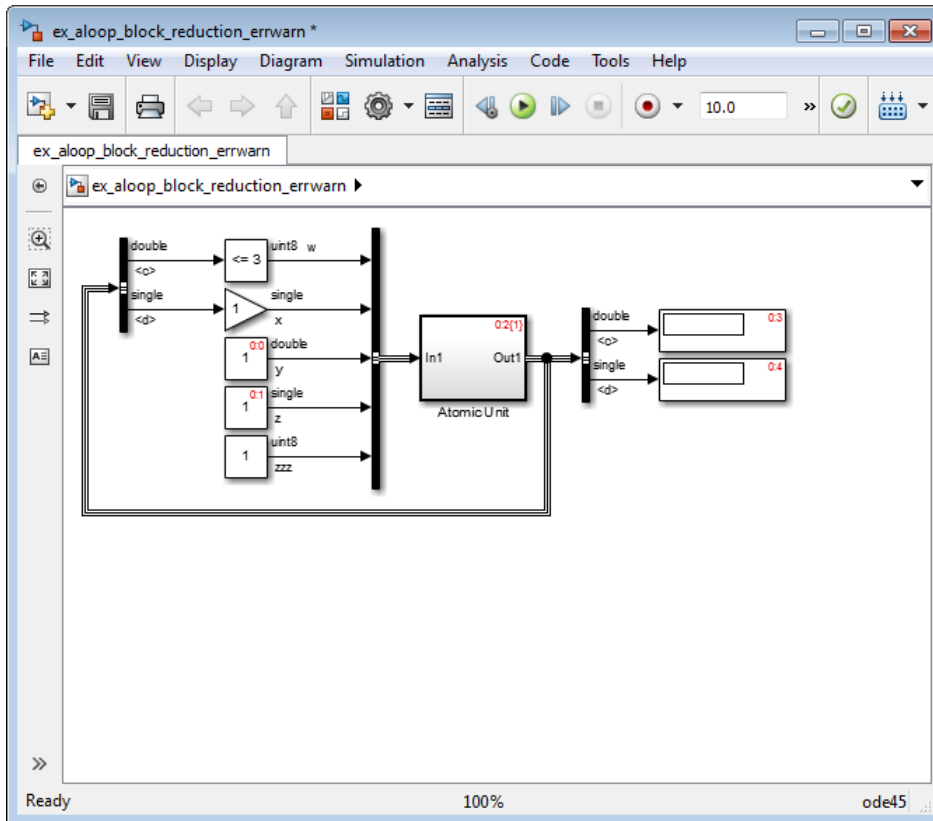 ex_aloop_block_reduction_errwarn *
File Edit View Display Diagram Simulation Analysis Code Tools Help
10.0 »
ex_aloop_block_reduction_errwarn
ex_aloop_block_reduction_errwarn
double
<c>
single
<d>
<= 3
uint8 w
1
single
x
0:0
1
double
y
0:1
1
single
z
1
uint8
zzz
0:2{1}
In1 Out1
Atomic Unit
double
<c>
single
<d>
0:3
0:4
Ready 100% ode45